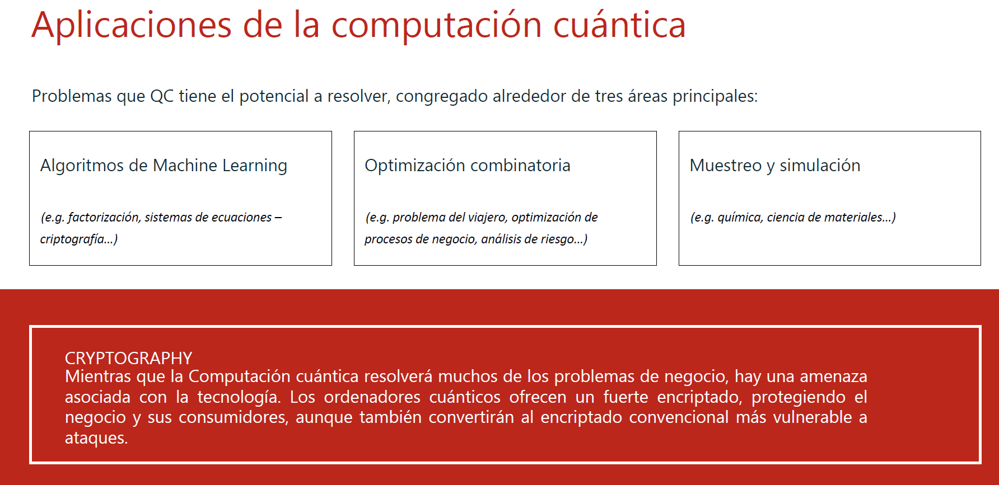 Aplicaciones de la computación cuántica
Problemas que QC tiene el potencial a resolver, congregado alrededor de tres áreas principales:
Algoritmos de Machine Learning
(e.g. factorización, sistemas de ecuaciones –
criptografía...)
Optimización combinatoria
(e.g. problema del viajero, optimización de
procesos de negocio, análisis de riesgo...)
Muestreo y simulación
(e.g. química, ciencia de materiales...)
CRYPTOGRAPHY
Mientras que la Computación cuántica resolverá muchos de los problemas de negocio, hay una amenaza
asociada con la tecnología. Los ordenadores cuánticos ofrecen un fuerte encriptado, protegiendo el
negocio y sus consumidores, aunque también convertirán al encriptado convencional más vulnerable a
ataques.